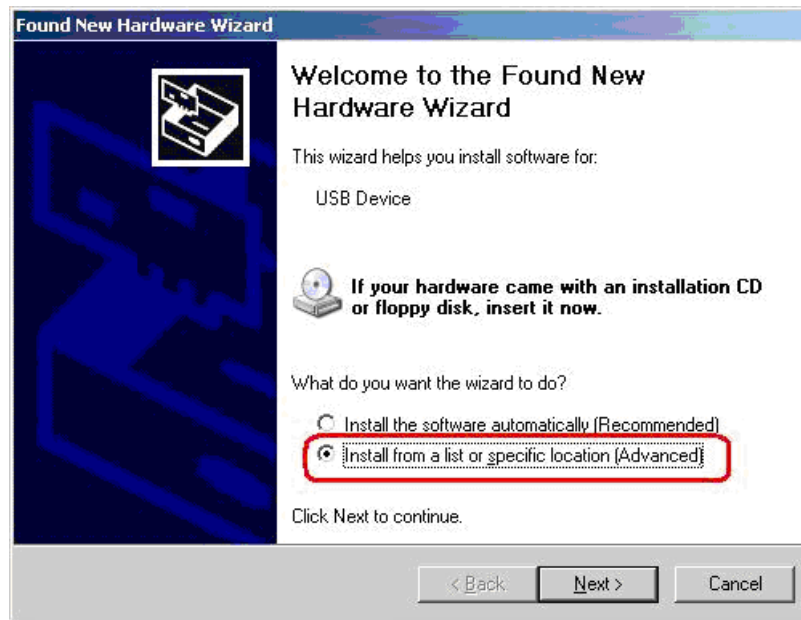 Found New Hardware Wizard
Welcome to the Found New
Hardware Wizard
This wizard helps you install software for:
USB Device
If your hardware came with an installation CD
or floppy disk, insert it now.
What do you want the wizard to do?
Install the software automatically (Recommended)
Install from a list or specific location (Advanced)
Click Next to continue.
< Back Next > Cancel